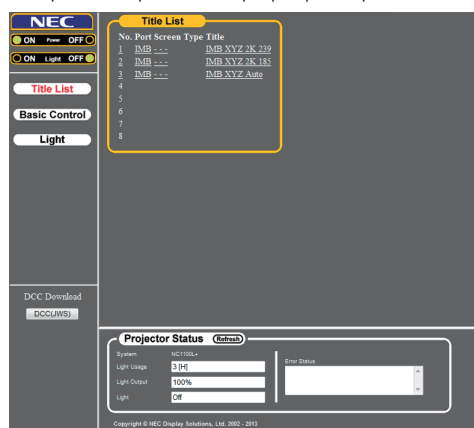 NEC
ON Power OFF
ON Light OFF
Title List
Basic Control
Light
DCC Download
DCC(JWS)
Title List
No. Port Screen Type Title
1 IMB - - - IMB XYZ 2K 239
2 IMB - - - IMB XYZ 2K 185
3 IMB - - - IMB XYZ Auto
4
5
6
7
8
Projector Status Refresh
System NC1100L+
Light Usage 3 [H]
Light Output 100%
Light Off
Error Status
Copyright © NEC Display Solutions, Ltd. 2002 - 2013